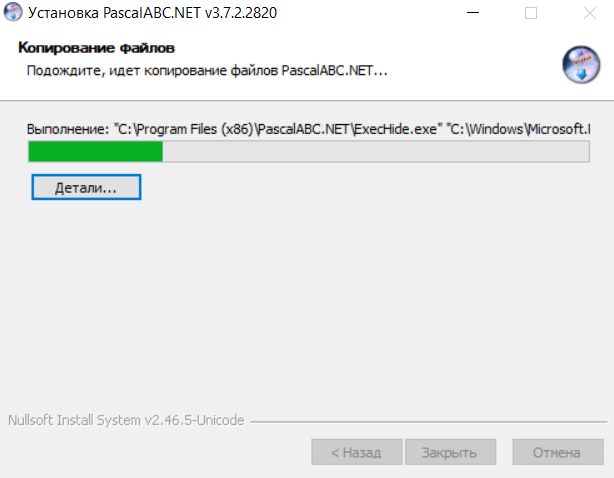 Установка PascalABC.NET v3.7.2.2820
Копирование файлов
Подождите, идет копирование файлов PascalABC.NET...
Выполнение: "C:\Program Files (x86)\PascalABC.NET\ExecHide.exe" "C:\Windows\Microsoft.
Детали...
Nullsoft Install System v2.46.5-Unicode
< Назад
Закрыть
Отмена